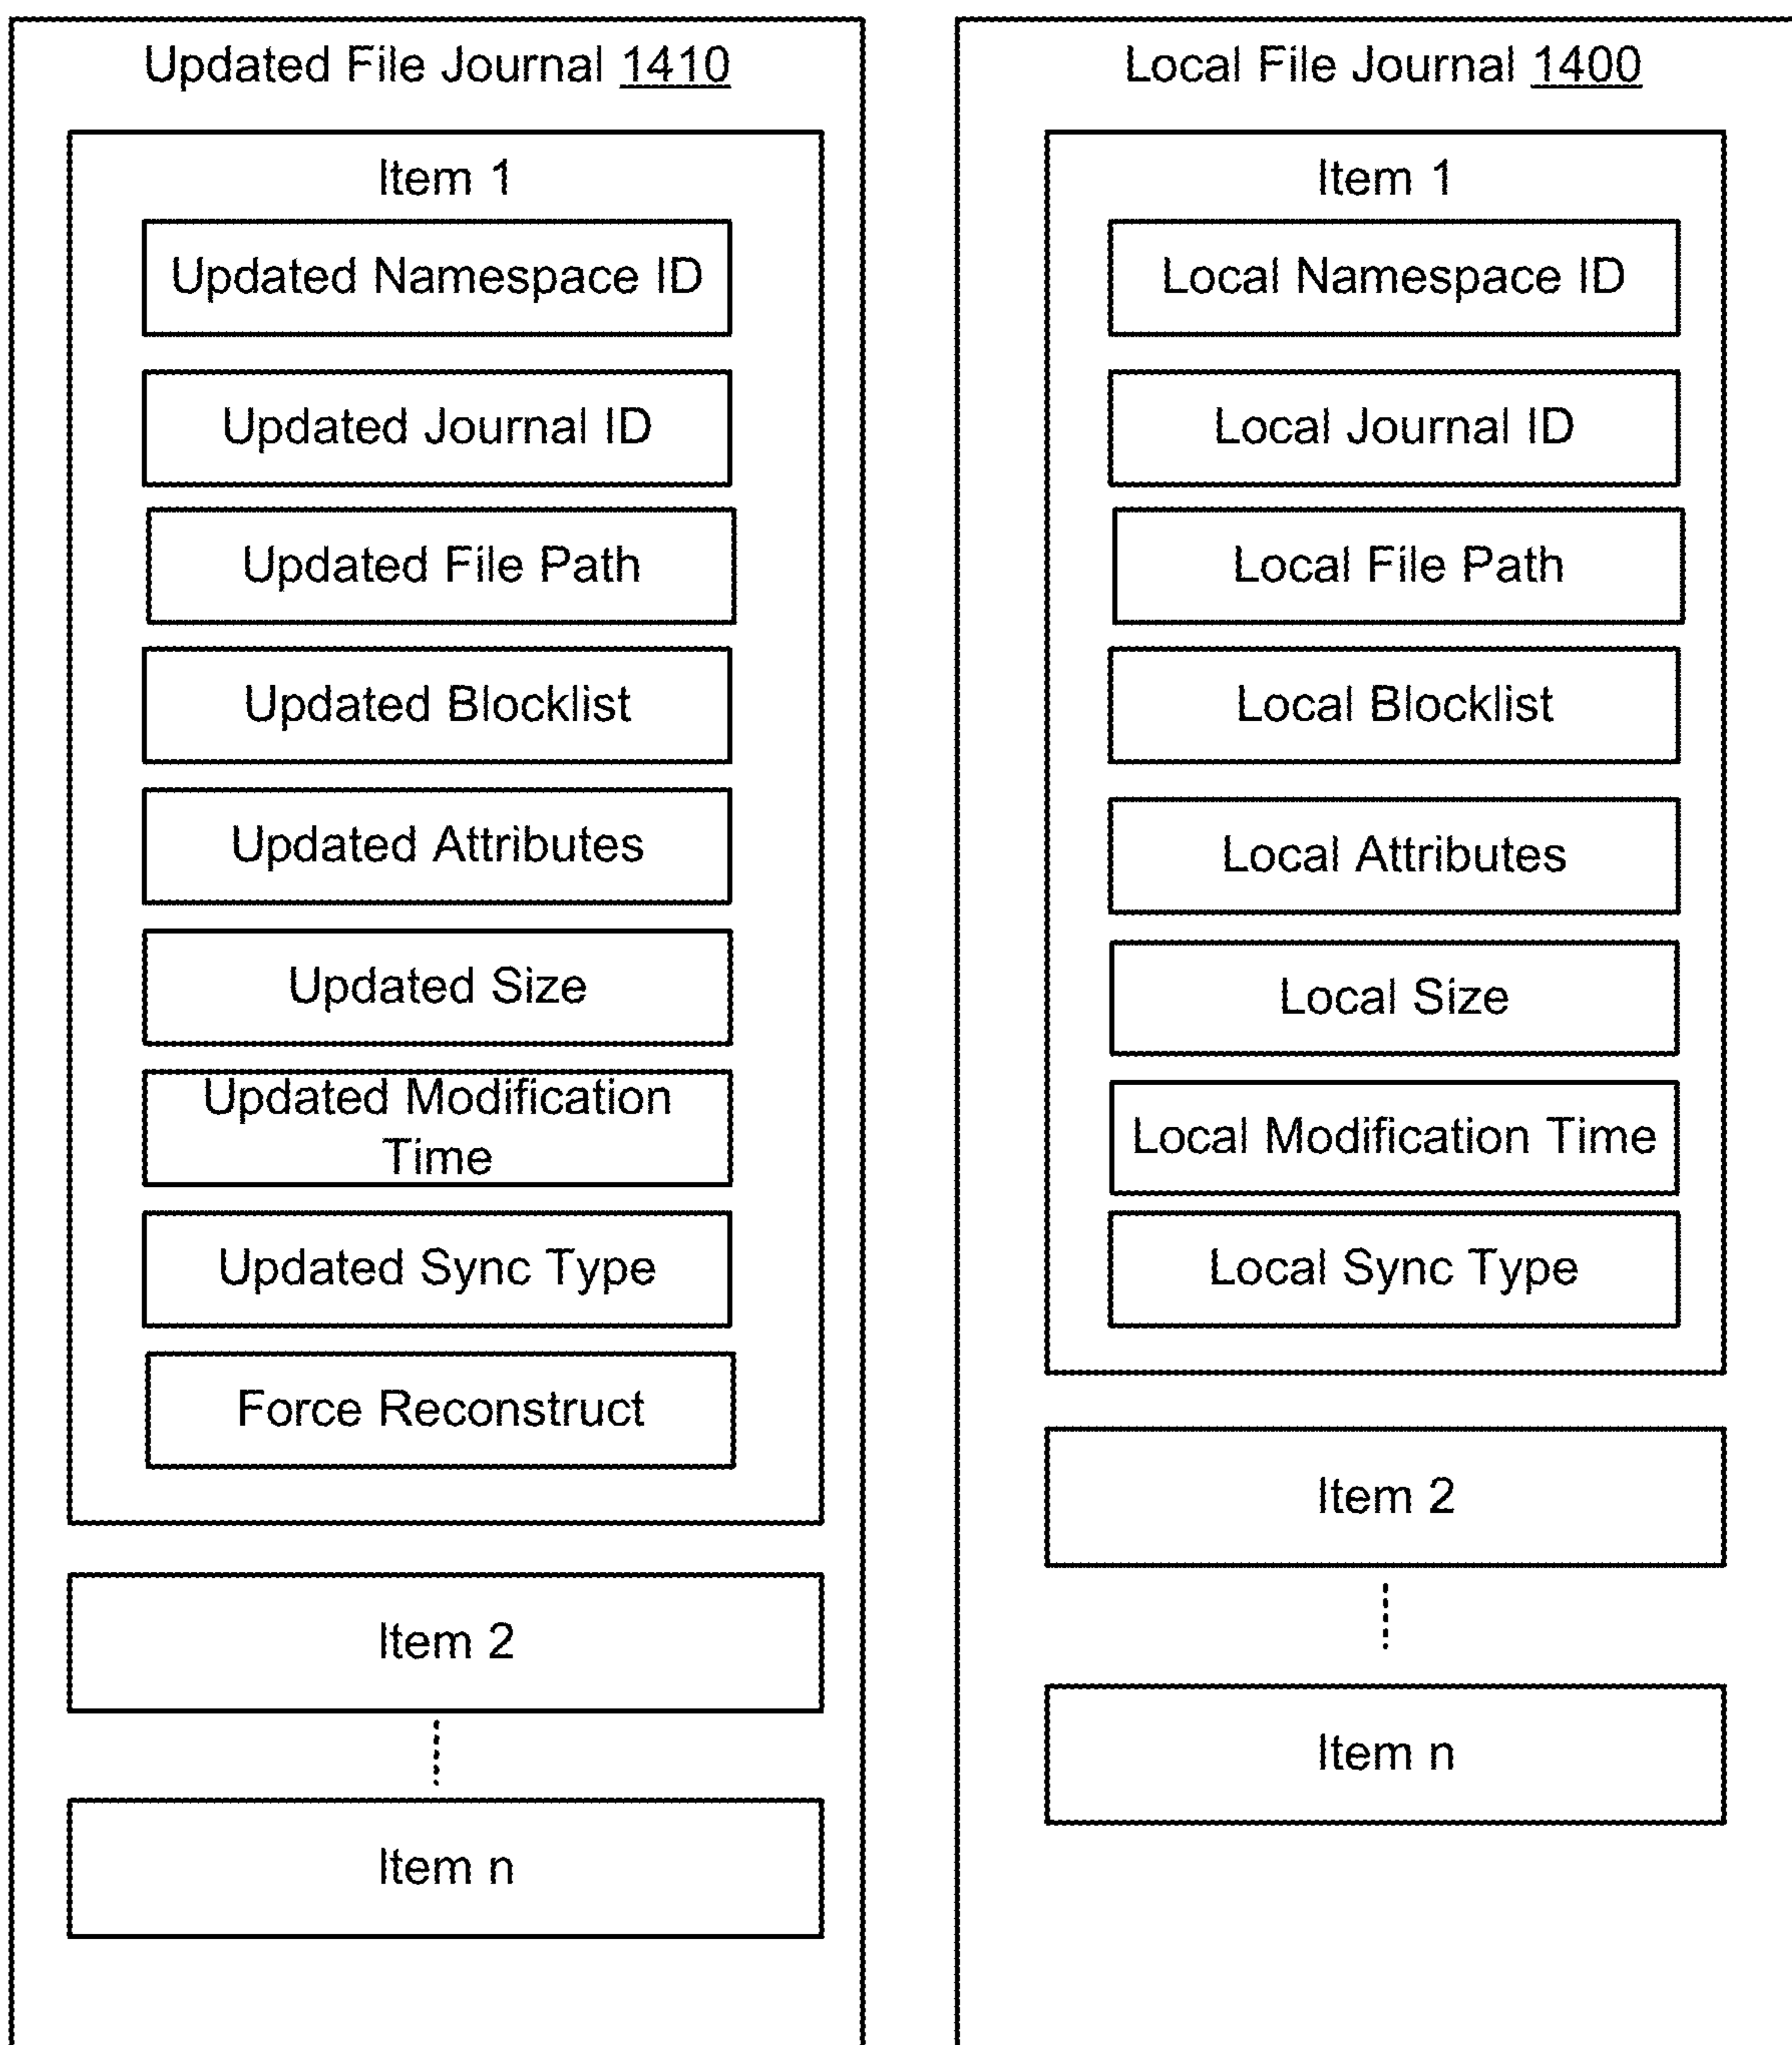 Updated File Journal 1410
Item 1
Updated Namespace ID
Updated Journal ID
Updated File Path
Updated Blocklist
Updated Attributes
Updated Size
Updated Modification
Time
Updated Sync Type
Force Reconstruct
Item 2
Item n
Local File Journal 1400
Item 1
Local Namespace ID
Local Journal ID
Local File Path
Local Blocklist
Local Attributes
Local Size
Local Modification Time
Local Sync Type
Item 2
Item n